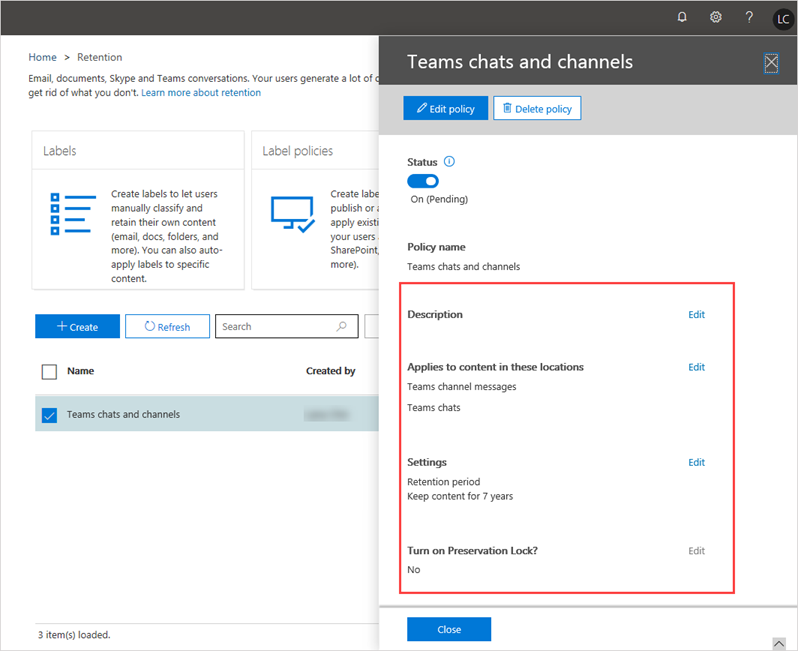 LC
Home > Retention
Email, documents, Skype and Teams conversations. Your users generate a lot of
get rid of what you don't. Learn more about retention
Labels
Create labels to let users
manually classify and
retain their own content
(email, docs, folders, and
more). You can also auto-
apply labels to specific
content.
Label policies
Create labe
publish or a
apply existi
your users
SharePoint,
more).
+ Create
Refresh
Search
Name Created by
Teams chats and channels
3 item(s) loaded.
Teams chats and channels
Edit policy
Delete policy
Status
On (Pending)
Policy name
Teams chats and channels
Description Edit
Applies to content in these locations Edit
Teams channel messages
Teams chats
Settings Edit
Retention period
Keep content for 7 years
Turn on Preservation Lock? Edit
No
Close